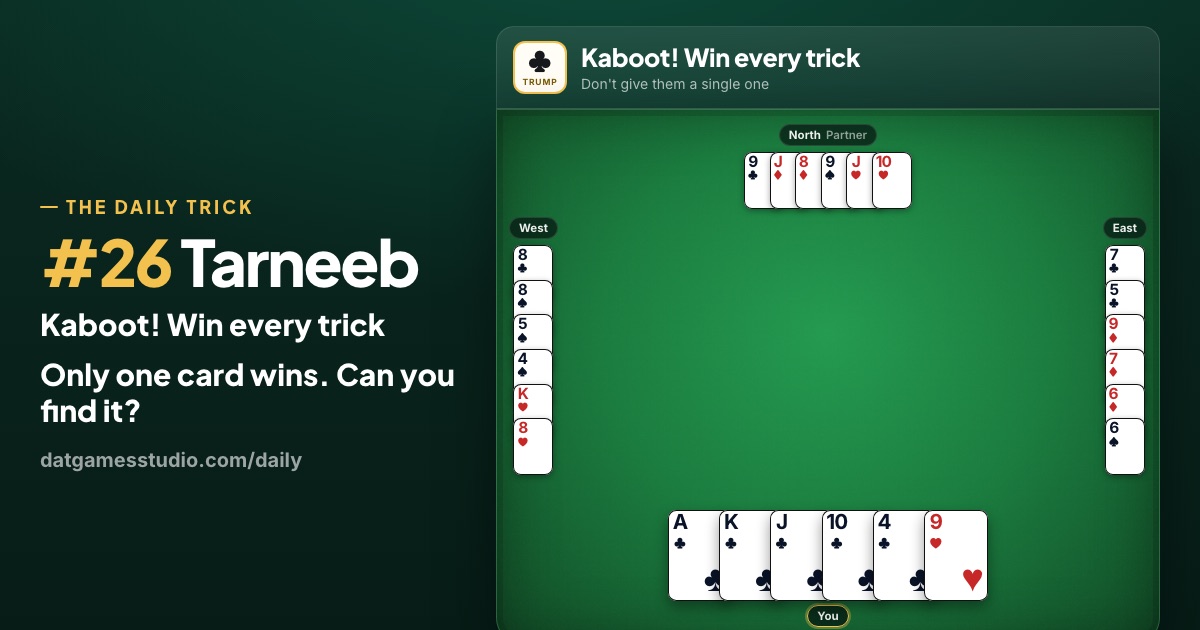 — THE DAILY TRICK
#26 Tarneeb
Kaboot! Win every trick
Only one card wins. Can you
find it?
datgamesstudio.com/daily
♣
TRUMP
Kaboot! Win every trick
Don't give them a single one
North Partner
9♣ J♦ 8♦ 9♠ J♥ 10♥
West
8♣
8♠
5♠
4♠
K♥
8♥
East
7♣
5♣
9♦
7♦
6♦
6♠
A♣ K♣ J♣ 10♣ 4♣ 9♥
You